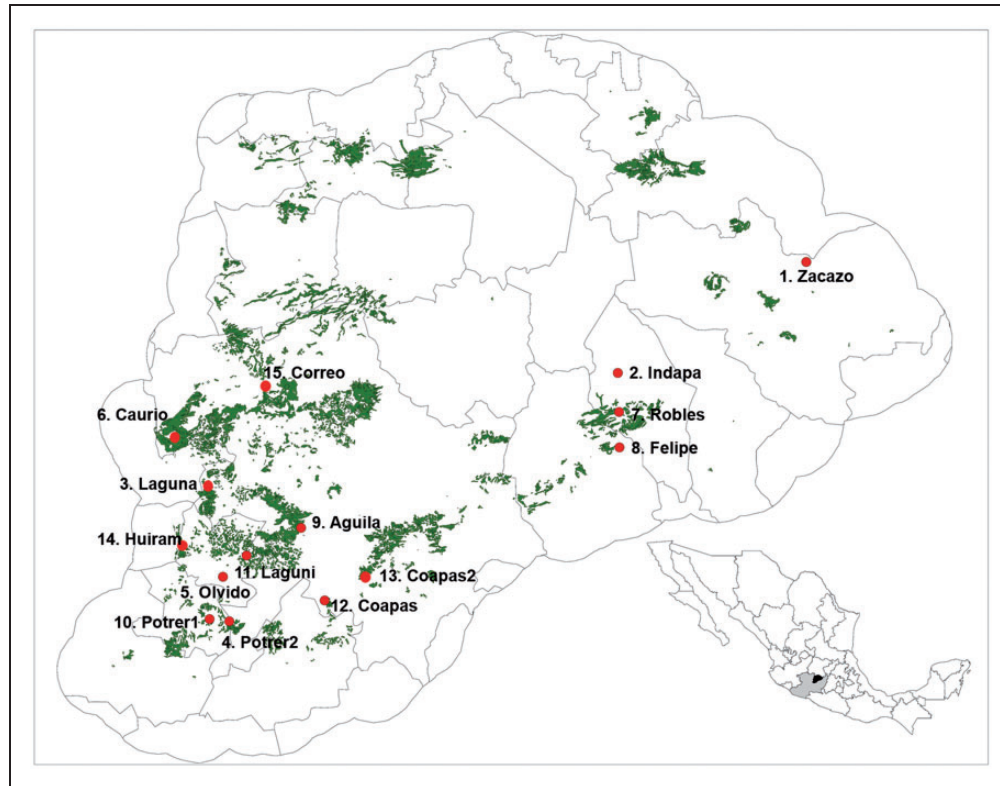 1. Zacazo
2. Indapa
15. Correo
6. Caurio
7. Robles
8. Felipe
3. Laguna
9. Aguila
14. Huiram
11. Laguni
13. Coapas2
5. Olvido
12. Coapas
10. Potrer1
4. Potrer2